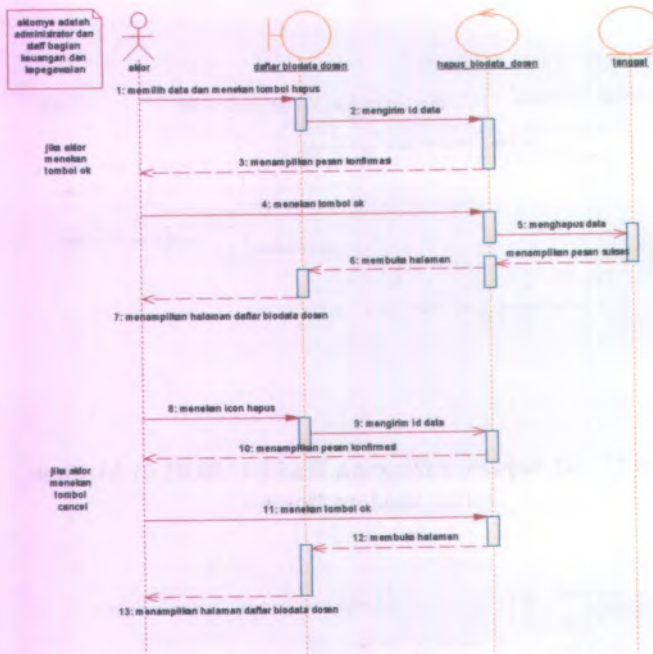 aktornya adalah
administrator dan
staff bagian
keuangan dan
kepegawaian
aktor
daftar biodata dosen
hapus_biodata_dosen
tanggal
1: memilih data dan menekan tombol hapus
2: mengirim id data
jika aktor
menekan
tombol ok
3: menampilkan pesan konfirmasi
4: menekan tombol ok
5: menghapus data
menampilkan pesan sukses
6: membuka halaman
7: menampilkan halaman daftar biodata dosen
8: menekan icon hapus
9: mengirim id data
10: menampilkan pesan konfirmasi
jika aktor
menekan
tombol
cancel
11: menekan tombol ok
12: membuka halaman
13: menampilkan halaman daftar biodata dosen